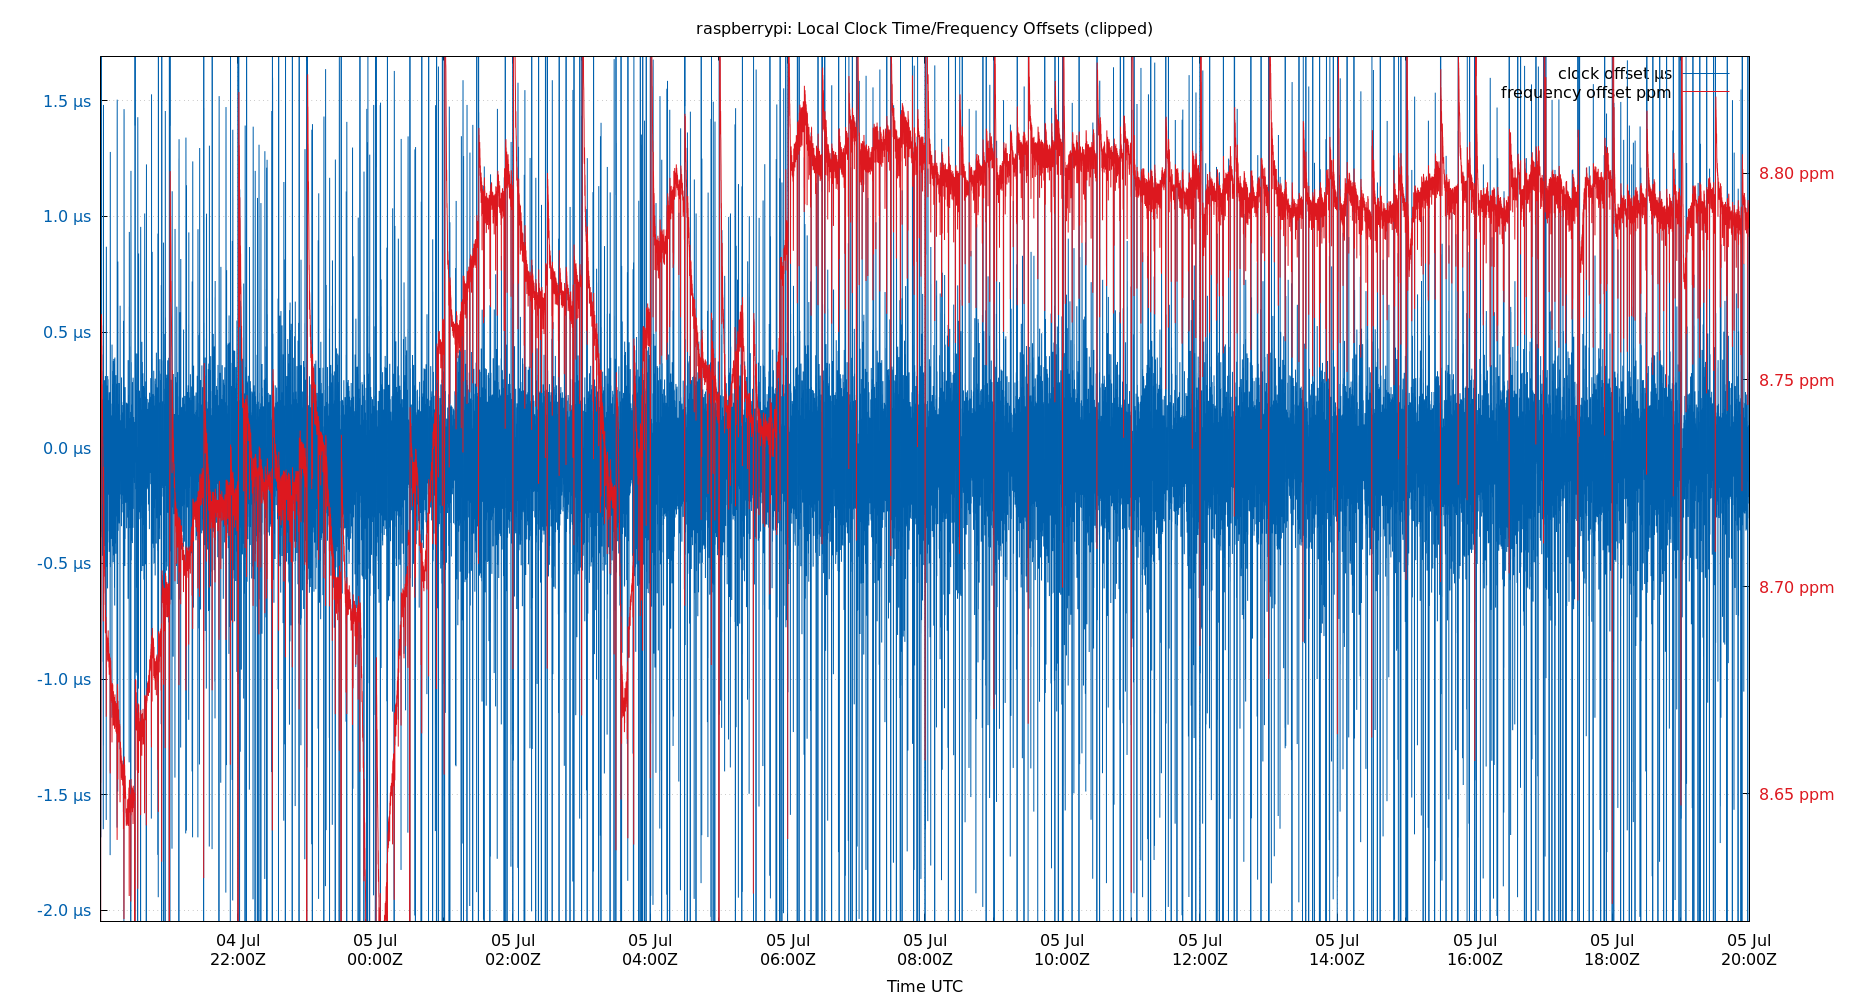 raspberrypi: Local Clock Time/Frequency Offsets (clipped)
clock offset µs
frequency offset ppm
1.5 µs
1.0 µs
0.5 µs
0.0 µs
-0.5 µs
-1.0 µs
-1.5 µs
-2.0 µs
8.80 ppm
8.75 ppm
8.70 ppm
8.65 ppm
04 Jul 05 Jul 05 Jul 05 Jul 05 Jul 05 Jul 05 Jul 05 Jul 05 Jul 05 Jul 05 Jul 05 Jul
22:00Z 00:00Z 02:00Z 04:00Z 06:00Z 08:00Z 10:00Z 12:00Z 14:00Z 16:00Z 18:00Z 20:00Z
Time UTC